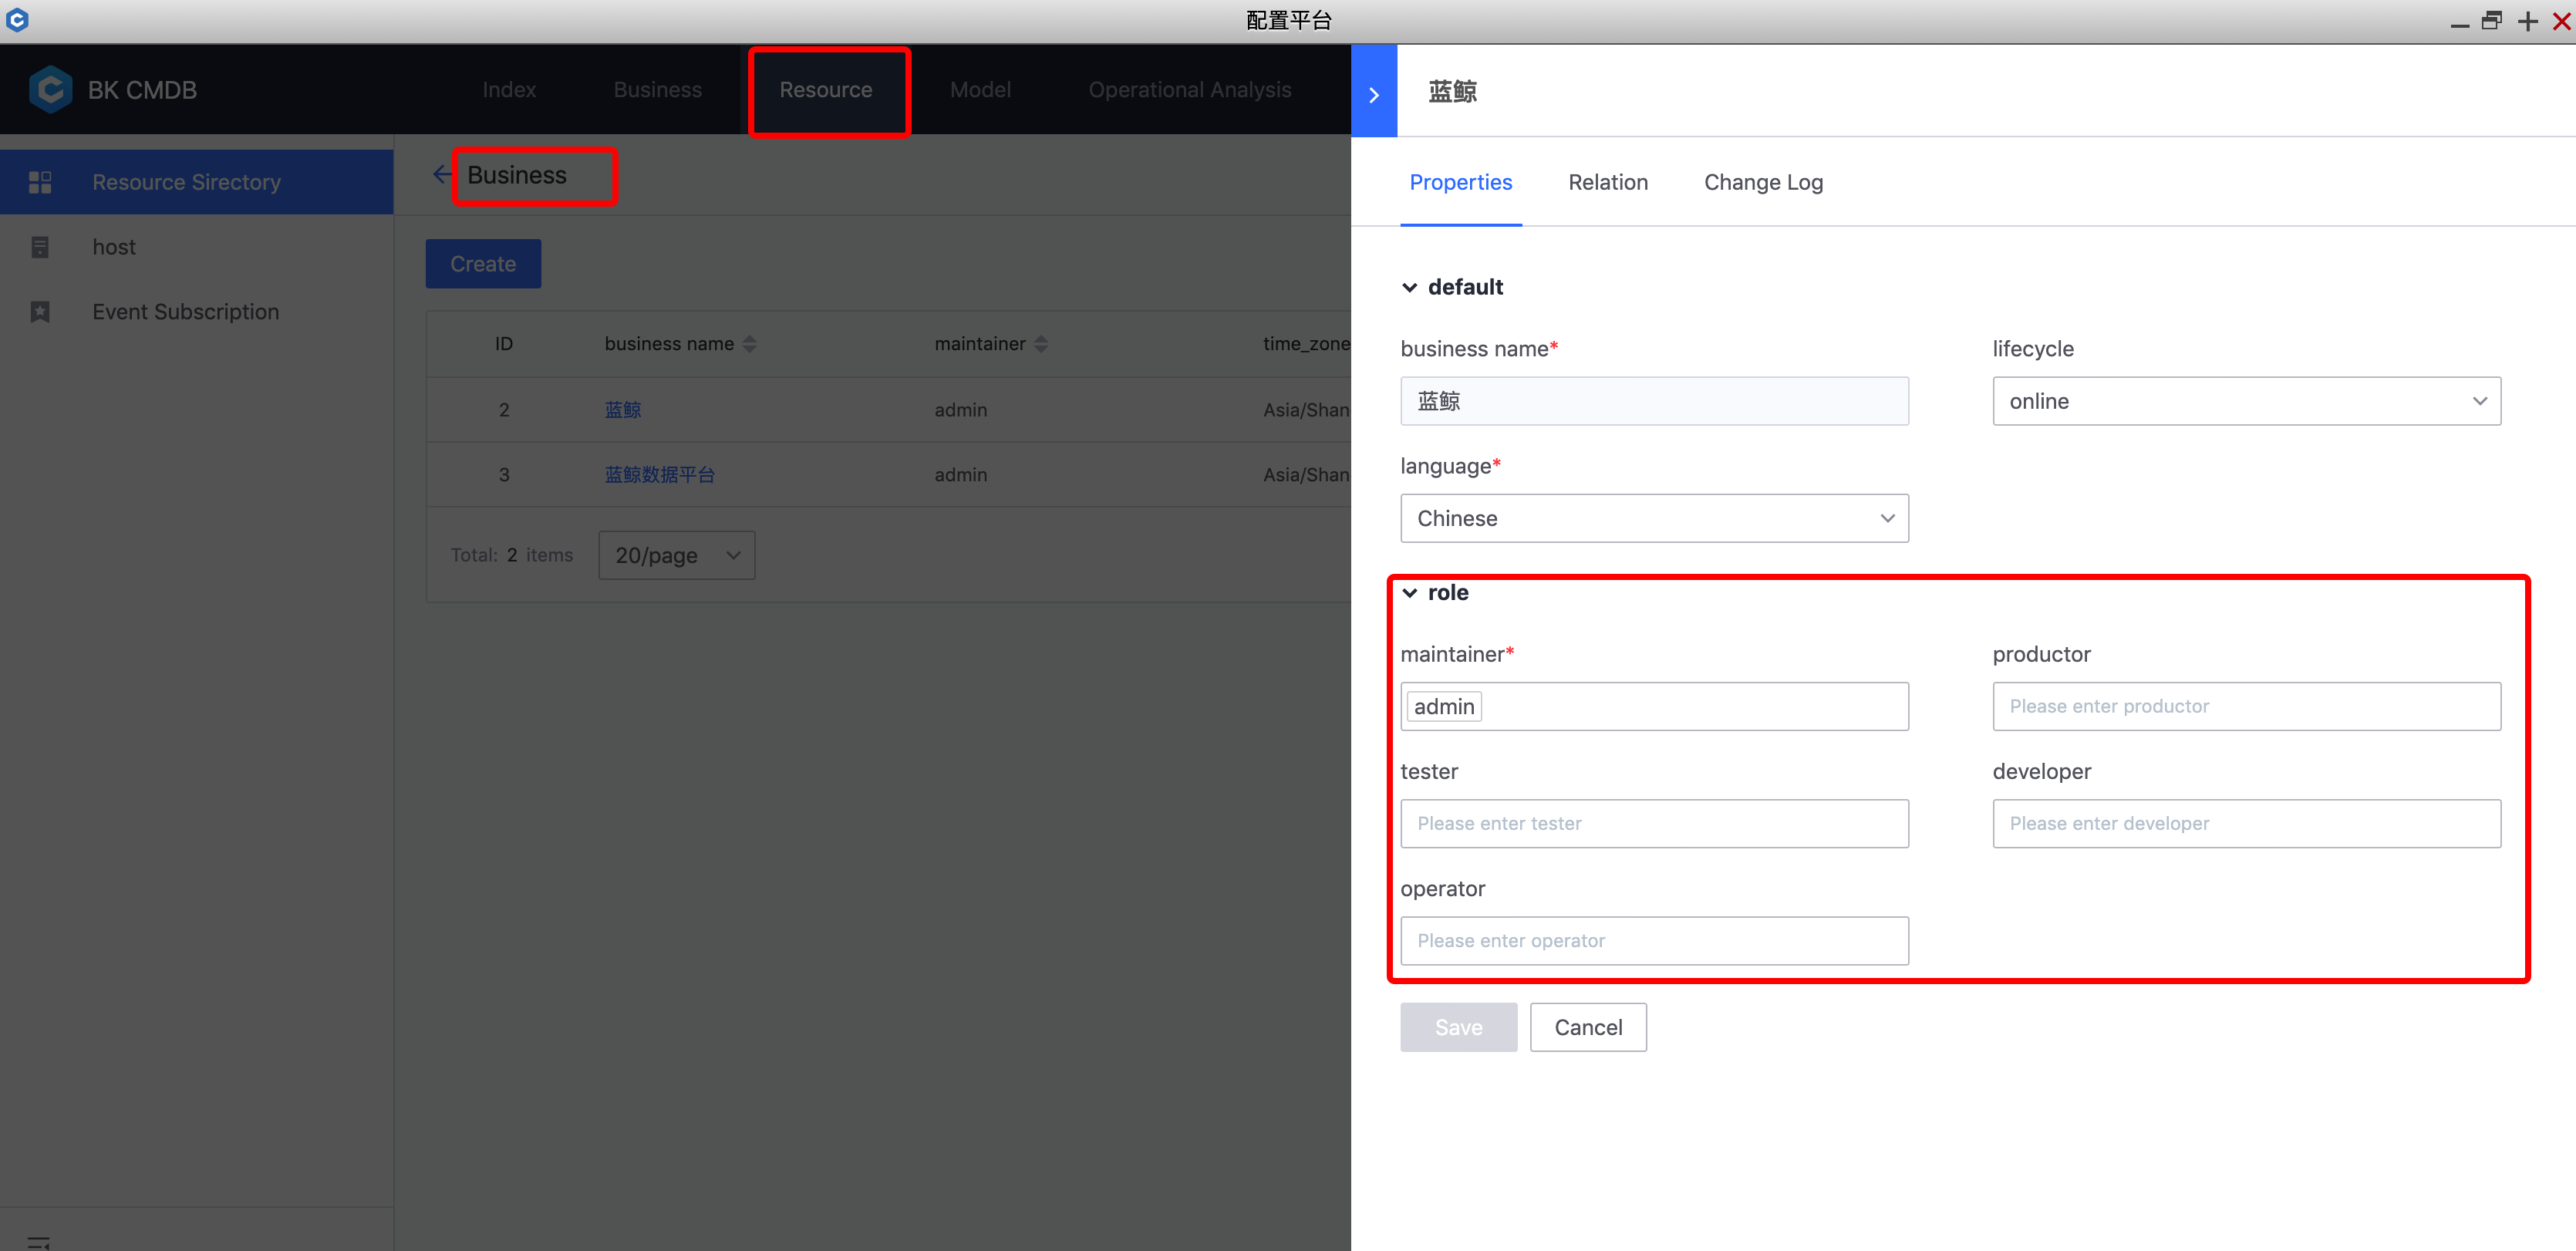 配置平台
BK CMDB
Index
Business
Resource
Model
Operational Analysis
蓝鲸
Resource Sirectory
host
Event Subscription
Business
Create
ID business name maintainer time_zone
2 蓝鲸 admin Asia/Shan
3 蓝鲸数据平台 admin Asia/Shan
Total: 2 items 20/page
Properties Relation Change Log
default
business name* lifecycle
蓝鲸 online
language*
Chinese
role
maintainer* productor
admin Please enter productor
tester developer
Please enter tester Please enter developer
operator
Please enter operator
Save Cancel